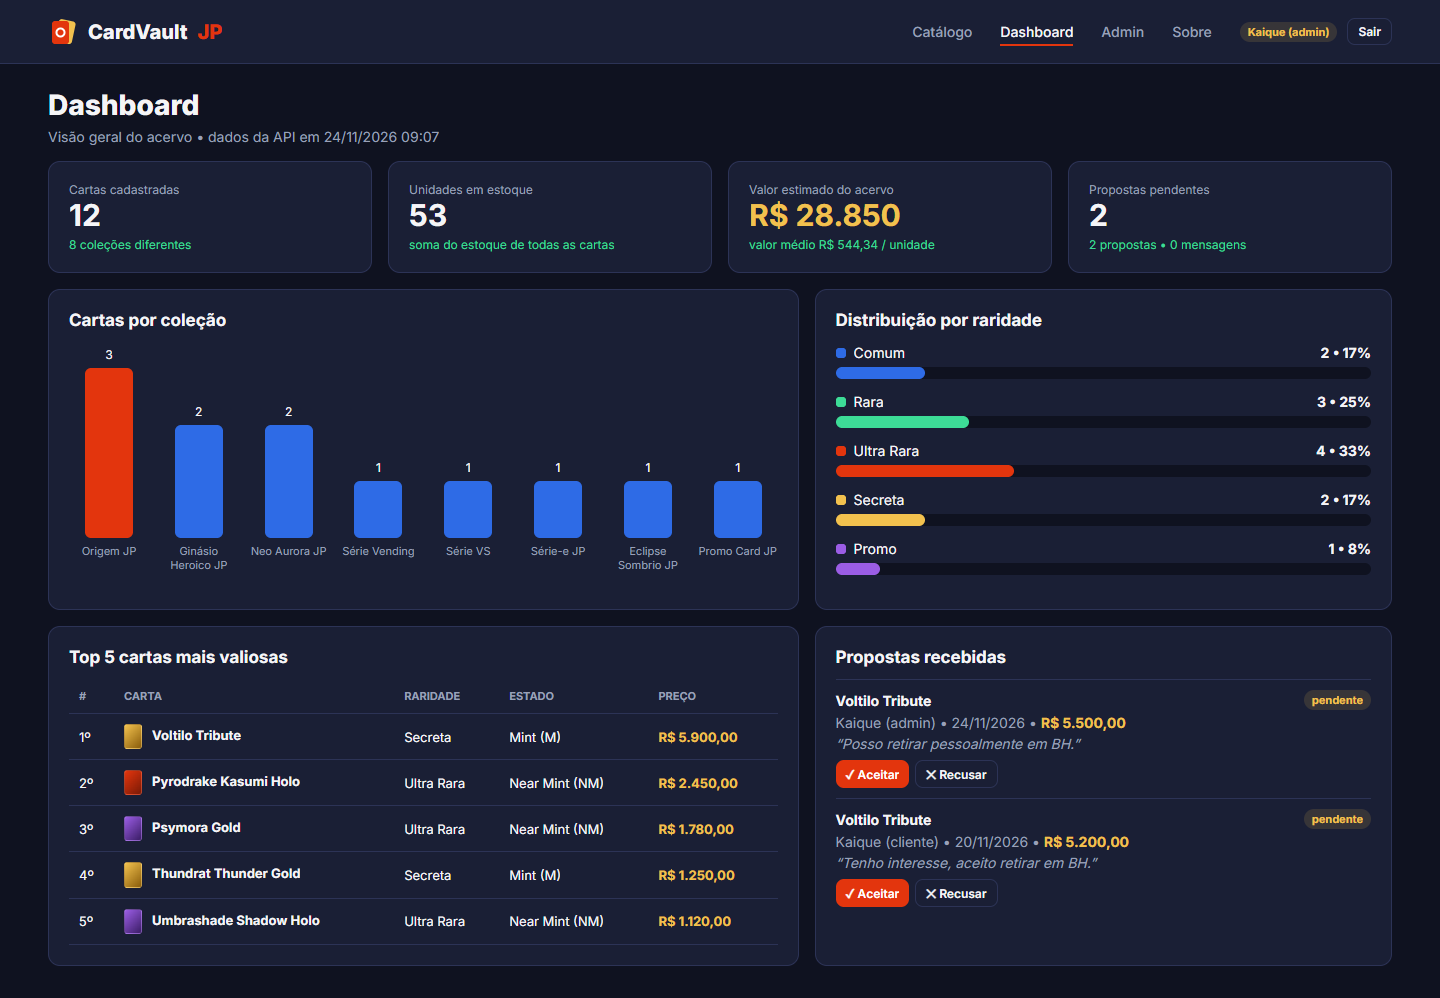 CardVault JP
Catálogo Dashboard Admin Sobre Kaique (admin) Sair
Dashboard
Visão geral do acervo • dados da API em 24/11/2026 09:07
Cartas cadastradas
12
8 coleções diferentes
Unidades em estoque
53
soma do estoque de todas as cartas
Valor estimado do acervo
R$ 28.850
valor médio R$ 544,34 / unidade
Propostas pendentes
2
2 propostas • 0 mensagens
Cartas por coleção
3 2 2 1 1 1 1 1
Origem JP Ginásio Heroico JP Neo Aurora JP Série Vending Série VS Série-e JP Eclipse Sombrio JP Promo Card JP
Distribuição por raridade
Comum 2 • 17%
Rara 3 • 25%
Ultra Rara 4 • 33%
Secreta 2 • 17%
Promo 1 • 8%
Top 5 cartas mais valiosas
# CARTA RARIDADE ESTADO PREÇO
1º Voltilo Tribute Secreta Mint (M) R$ 5.900,00
2º Pyrodrake Kasumi Holo Ultra Rara Near Mint (NM) R$ 2.450,00
3º Psymora Gold Ultra Rara Near Mint (NM) R$ 1.780,00
4º Thundrat Thunder Gold Secreta Mint (M) R$ 1.250,00
5º Umbrashade Shadow Holo Ultra Rara Near Mint (NM) R$ 1.120,00
Propostas recebidas
Voltilo Tribute pendente
Kaique (admin) • 24/11/2026 • R$ 5.500,00
“Posso retirar pessoalmente em BH.”
✓ Aceitar ✕ Recusar
Voltilo Tribute pendente
Kaique (cliente) • 20/11/2026 • R$ 5.200,00
“Tenho interesse, aceito retirar em BH.”
✓ Aceitar ✕ Recusar